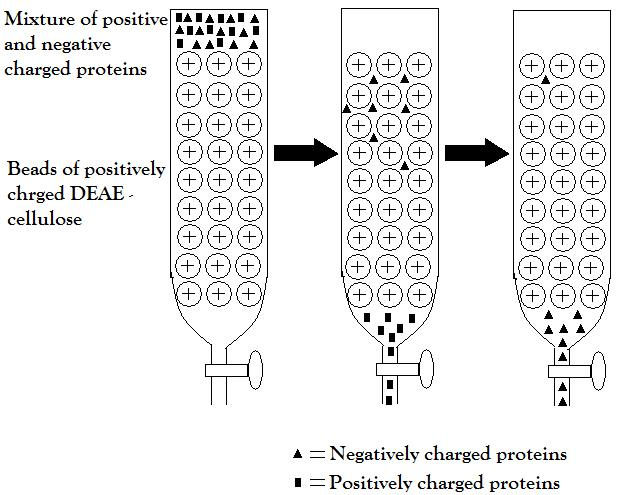 Mixture of positive
and negative
charged proteins
Beads of positively
chrged DEAE -
cellulose
▲ = Negatively charged proteins
■ = Positively charged proteins